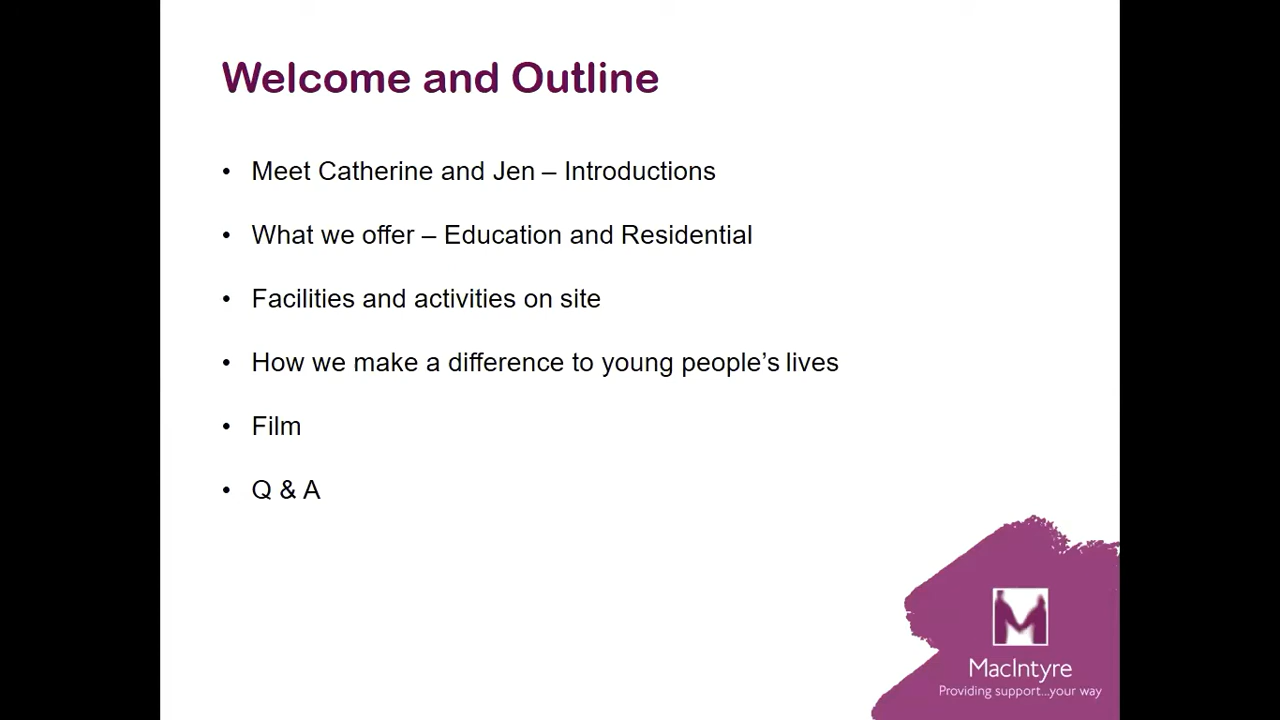 Welcome and Outline
• Meet Catherine and Jen – Introductions
• What we offer – Education and Residential
• Facilities and activities on site
• How we make a difference to young people’s lives
• Film
• Q & A
MacIntyre
Providing support...your way